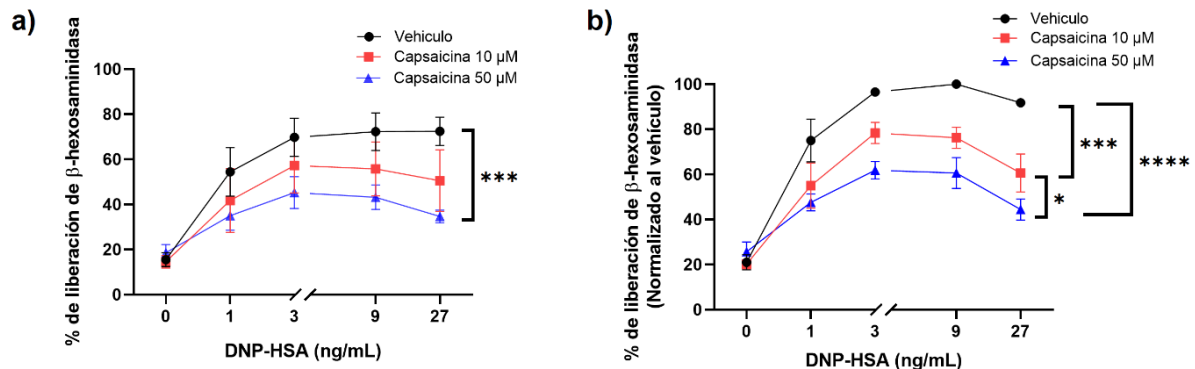 a)
Vehiculo
Capsaicina 10 µM
Capsaicina 50 µM
% de liberación de β-hexosaminidasa
100
80
60
40
20
0
0 1 3 9 27
DNP-HSA (ng/mL)
***
b)
Vehiculo
Capsaicina 10 µM
Capsaicina 50 µM
% de liberación de β-hexosaminidasa
(Normalizado al vehículo)
100
80
60
40
20
0
0 1 3 9 27
DNP-HSA (ng/mL)
***
*
****